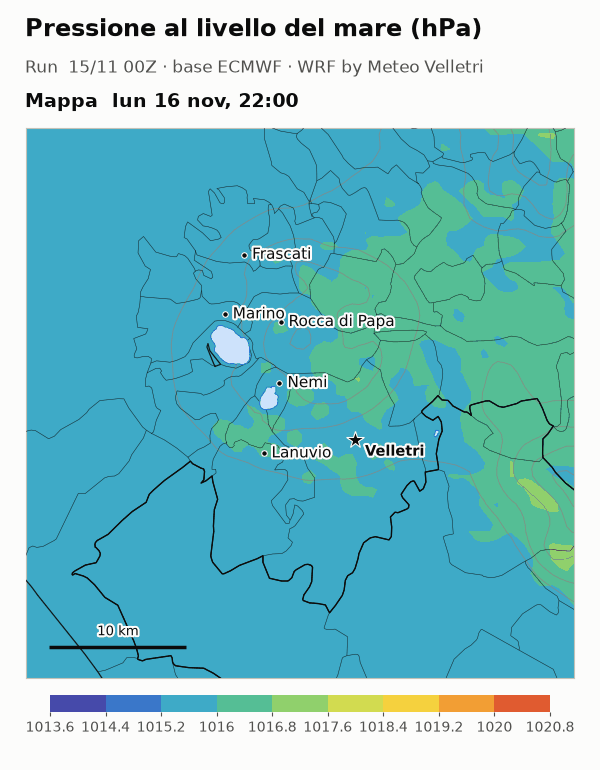 Pressione al livello del mare (hPa)
Run  15/11 00Z · base ECMWF · WRF by Meteo Velletri
Mappa  lun 16 nov, 22:00
Frascati
Marino
Rocca di Papa
Nemi
Velletri
Lanuvio
10 km
1013.6 1014.4 1015.2 1016 1016.8 1017.6 1018.4 1019.2 1020 1020.8